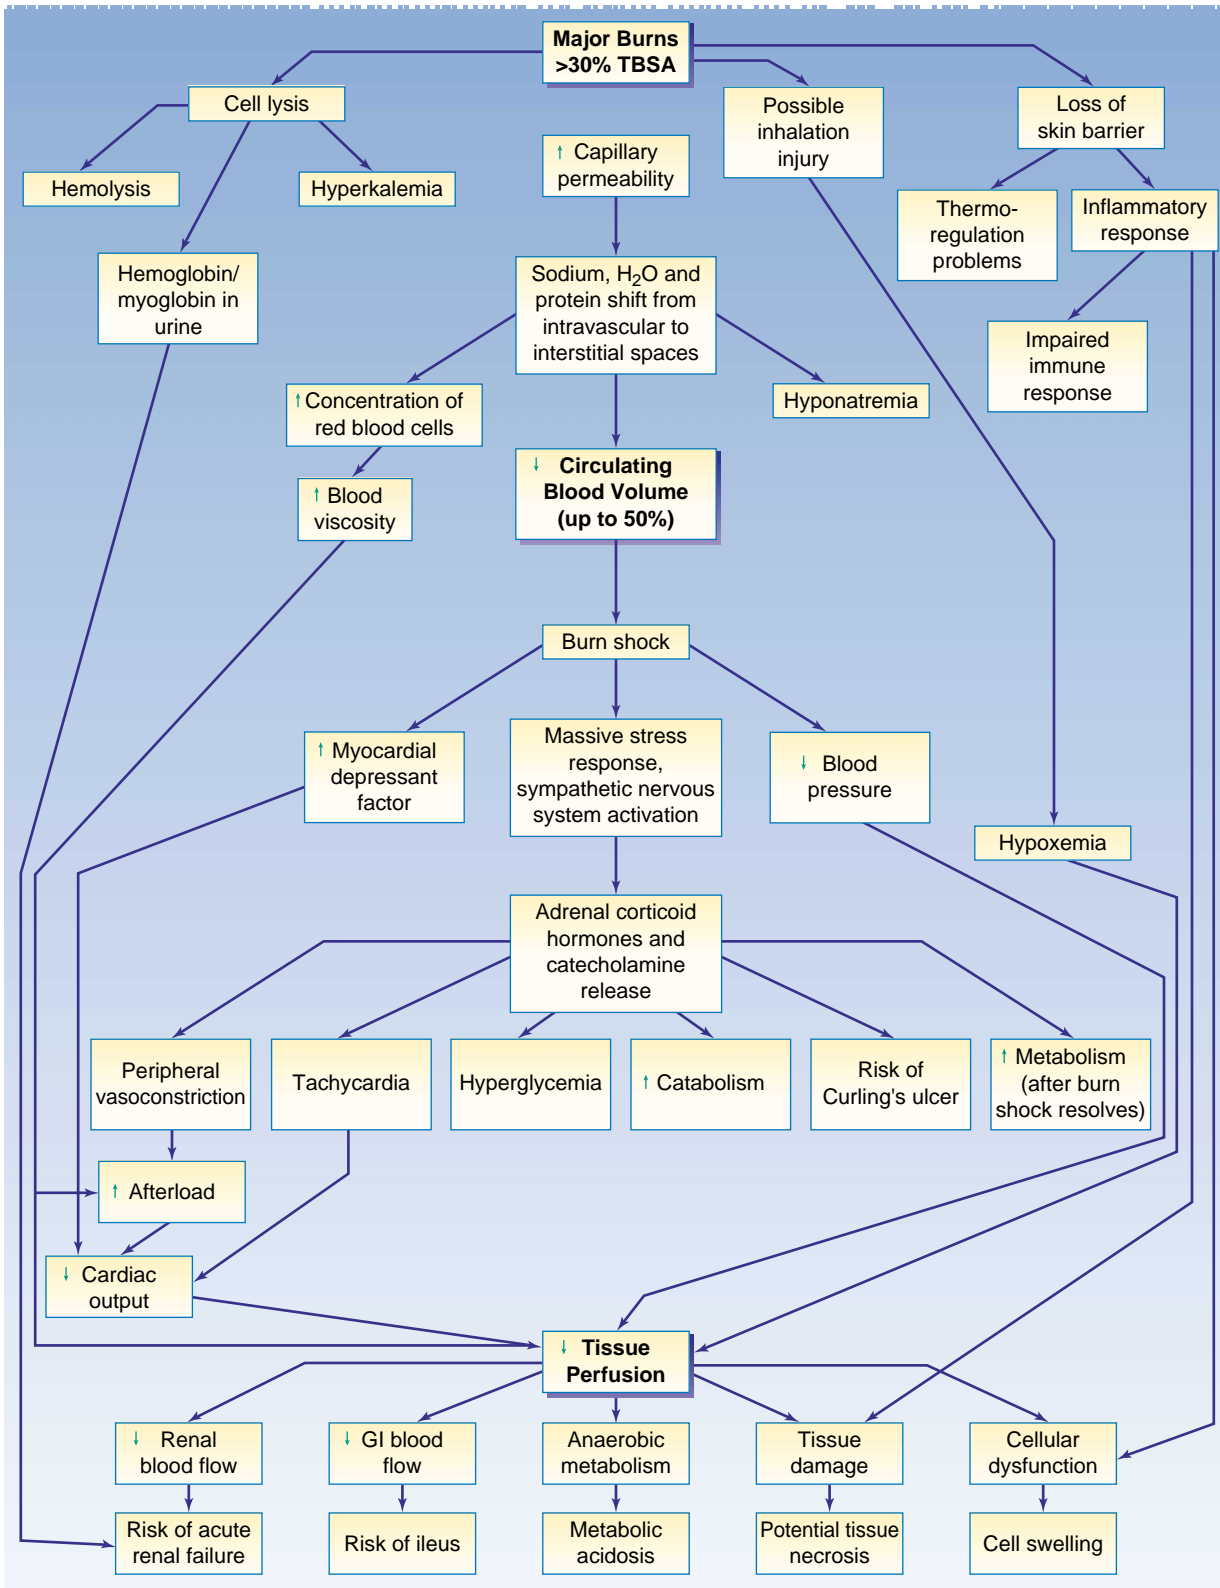 Major Burns
>30% TBSA
Cell lysis
Possible
inhalation
injury
Loss of
skin barrier
↑ Capillary
permeability
Hemolysis
Hyperkalemia
Thermo-
regulation
problems
Inflammatory
response
Hemoglobin/
myoglobin in
urine
Sodium, H₂O and
protein shift from
intravascular to
interstitial spaces
Impaired
immune
response
↑ Concentration of
red blood cells
Hyponatremia
↑ Blood
viscosity
↓ Circulating
Blood Volume
(up to 50%)
Burn shock
↑ Myocardial
depressant
factor
Massive stress
response,
sympathetic nervous
system activation
↓ Blood
pressure
Hypoxemia
Adrenal corticoid
hormones and
catecholamine
release
Peripheral
vasoconstriction
Tachycardia
Hyperglycemia
↑ Catabolism
Risk of
Curling's ulcer
↑ Metabolism
(after burn
shock resolves)
↑ Afterload
↓ Cardiac
output
↓ Tissue
Perfusion
↓ Renal
blood flow
↓ GI blood
flow
Anaerobic
metabolism
Tissue
damage
Cellular
dysfunction
Risk of acute
renal failure
Risk of ileus
Metabolic
acidosis
Potential tissue
necrosis
Cell swelling